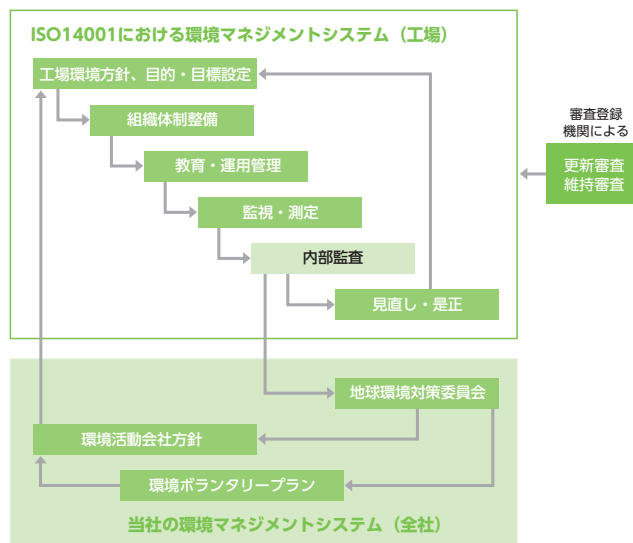 ISO14001における環境マネジメントシステム（工場）
工場環境方針、目的・目標設定
組織体制整備
教育・運用管理
監視・測定
内部監査
見直し・是正
審査登録
機関による
更新審査
維持審査
地球環境対策委員会
環境活動会社方針
環境ボランタリープラン
当社の環境マネジメントシステム（全社）